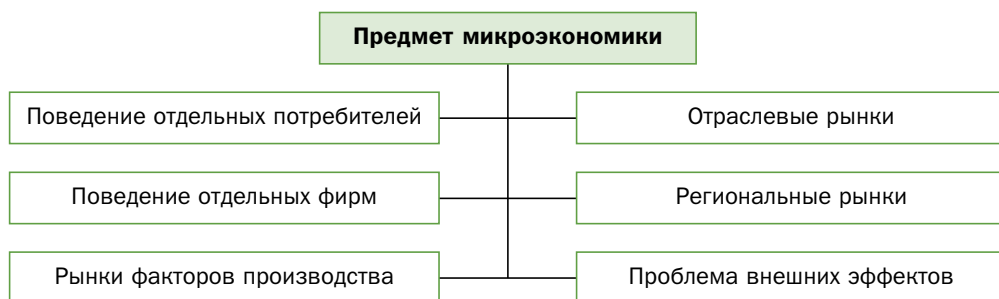 Предмет микроэкономики
Поведение отдельных потребителей
Отраслевые рынки
Поведение отдельных фирм
Региональные рынки
Рынки факторов производства
Проблема внешних эффектов